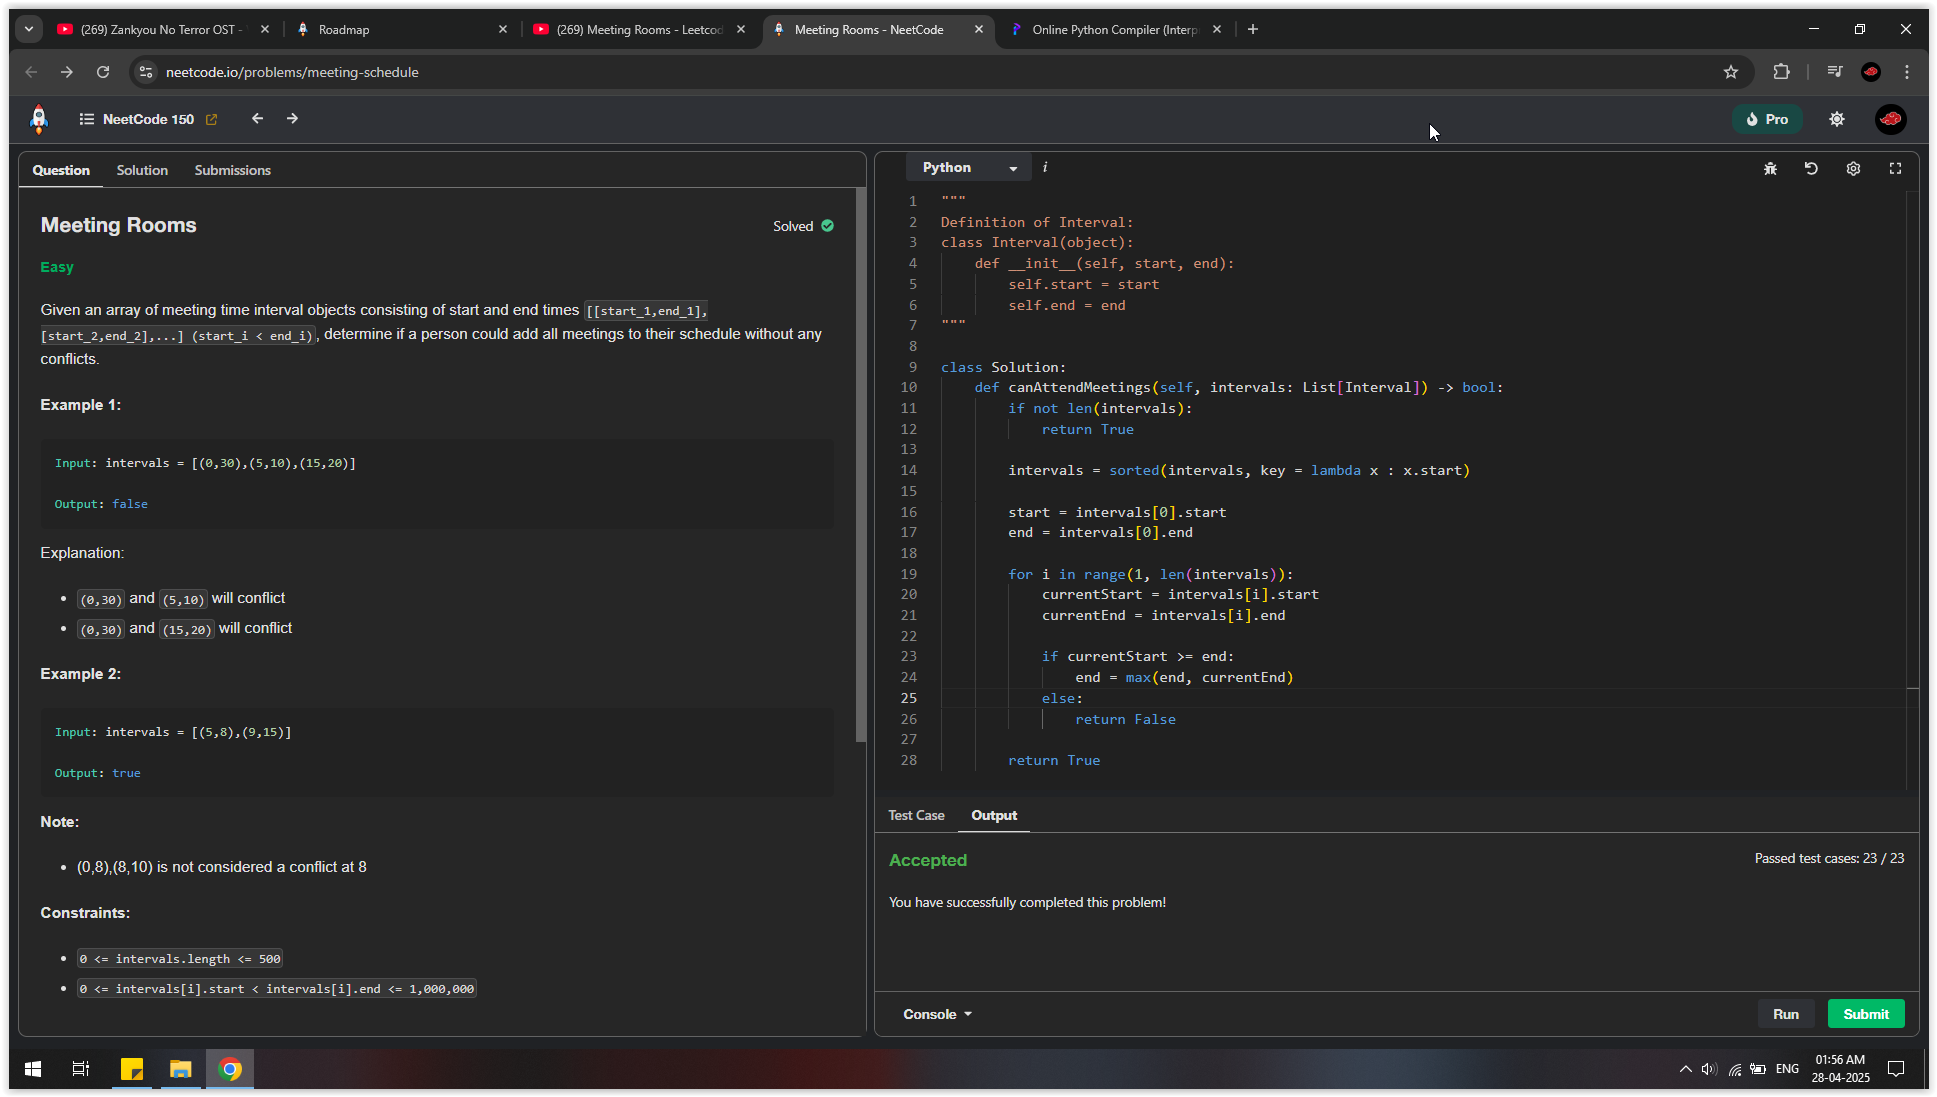 (269) Zankyou No Terror OST -
Roadmap
(269) Meeting Rooms - Leetcod
Meeting Rooms - NeetCode
Online Python Compiler (Interp
neetcode.io/problems/meeting-schedule
NeetCode 150
Pro
Question Solution Submissions
Meeting Rooms
Solved
Easy
Given an array of meeting time interval objects consisting of start and end times [[start_1,end_1],
[start_2,end_2],...] (start_i < end_i), determine if a person could add all meetings to their schedule without any
conflicts.
Example 1:
Input: intervals = [(0,30),(5,10),(15,20)]
Output: false
Explanation:
• (0,30) and (5,10) will conflict
• (0,30) and (15,20) will conflict
Example 2:
Input: intervals = [(5,8),(9,15)]
Output: true
Note:
• (0,8),(8,10) is not considered a conflict at 8
Constraints:
• 0 <= intervals.length <= 500
• 0 <= intervals[i].start < intervals[i].end <= 1,000,000
Python i
1 """
2 Definition of Interval:
3 class Interval(object):
4     def __init__(self, start, end):
5         self.start = start
6         self.end = end
7 """
8
9 class Solution:
10     def canAttendMeetings(self, intervals: List[Interval]) -> bool:
11         if not len(intervals):
12             return True
13
14         intervals = sorted(intervals, key = lambda x : x.start)
15
16         start = intervals[0].start
17         end = intervals[0].end
18
19         for i in range(1, len(intervals)):
20             currentStart = intervals[i].start
21             currentEnd = intervals[i].end
22
23             if currentStart >= end:
24                 end = max(end, currentEnd)
25             else:
26                 return False
27
28         return True
Test Case Output
Accepted
Passed test cases: 23 / 23
You have successfully completed this problem!
Console
Run
Submit
ENG
01:56 AM
28-04-2025